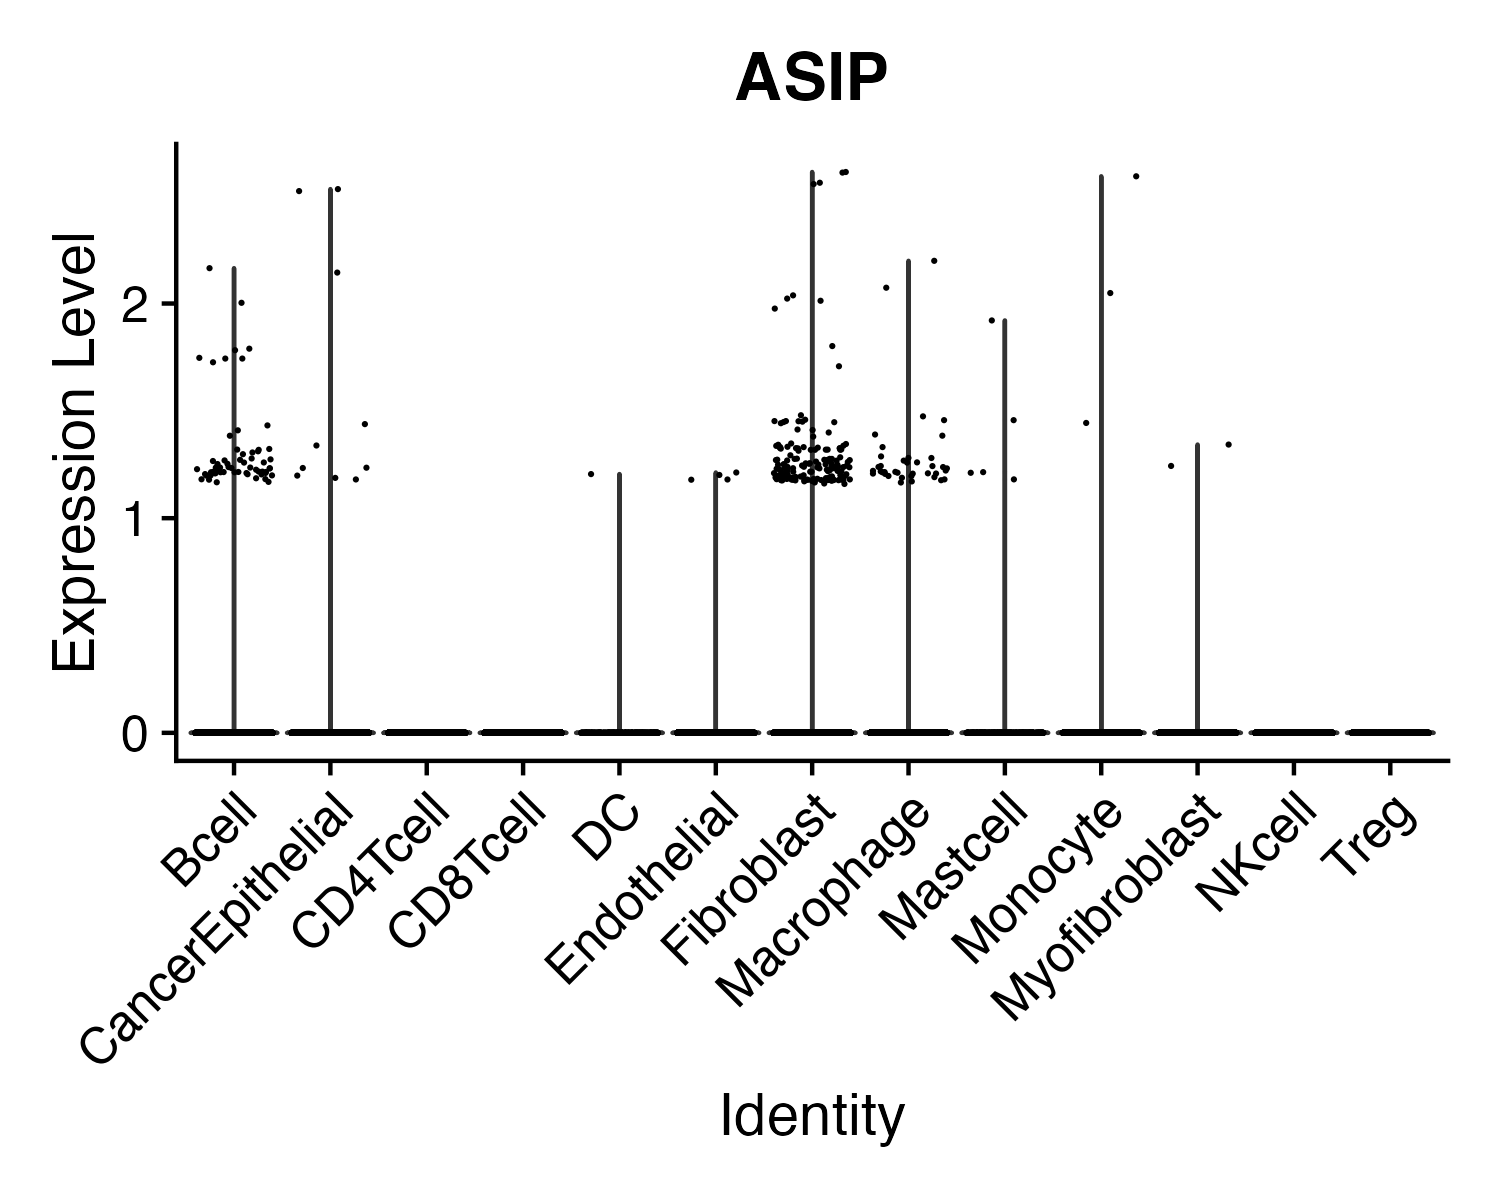 ASIP
Expression Level
2
1
0
Bcell
CancerEpithelial
CD4Tcell
CD8Tcell
DC
Endothelial
Fibroblast
Macrophage
Mastcell
Monocyte
Myofibroblast
NKcell
Treg
Identity